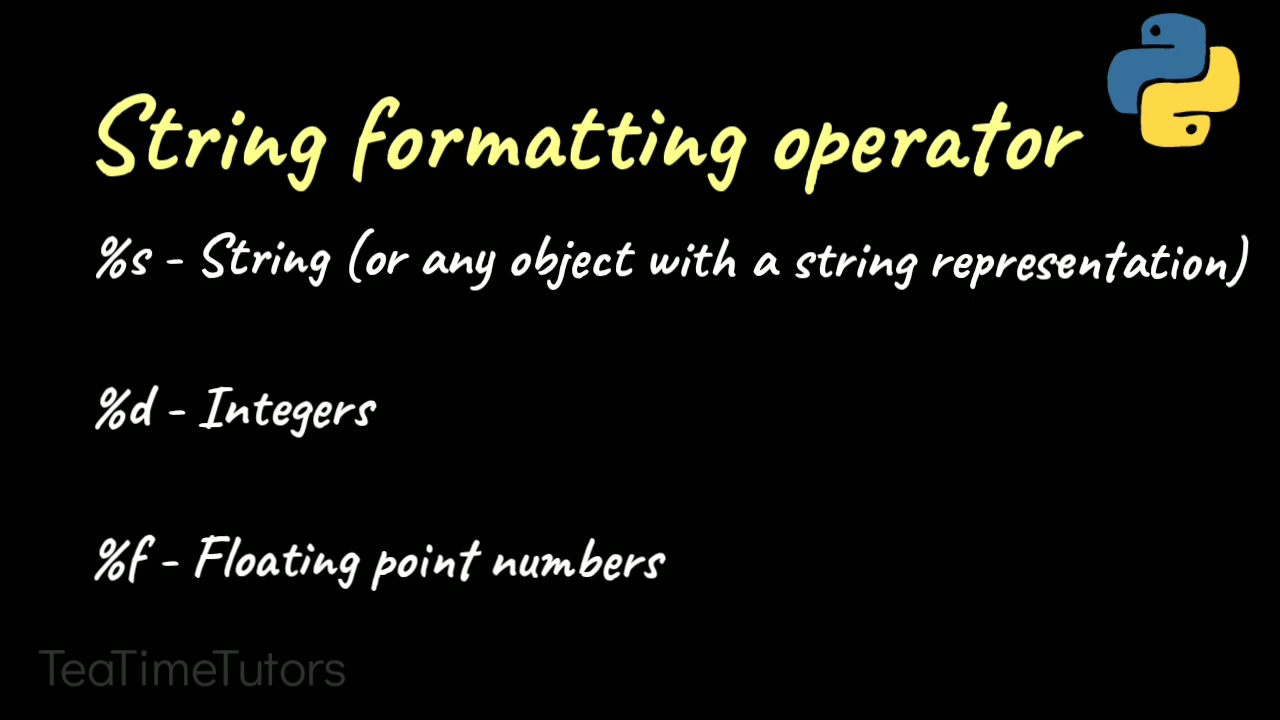 String formatting operator
%s - String (or any object with a string representation)
%d - Integers
%f - Floating point numbers
TeaTimeTutors